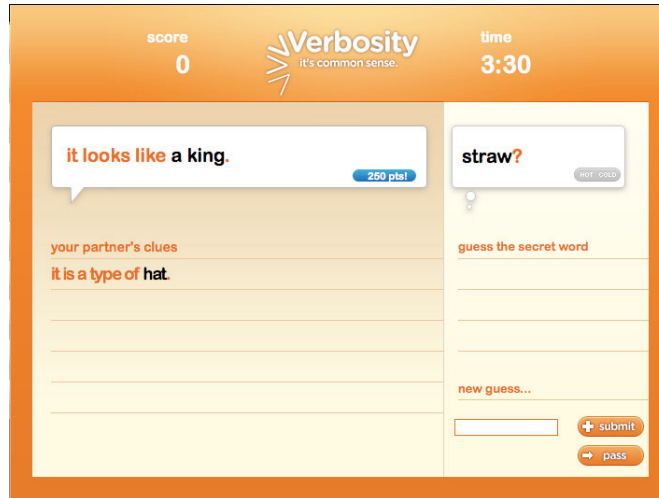 score
Verbosity
time
0
it's common sense.
3:30
it looks like a king.
250 pts!
straw?
HOT COLD
your partner's clues
guess the secret word
it is a type of hat.
new guess...
submit
pass